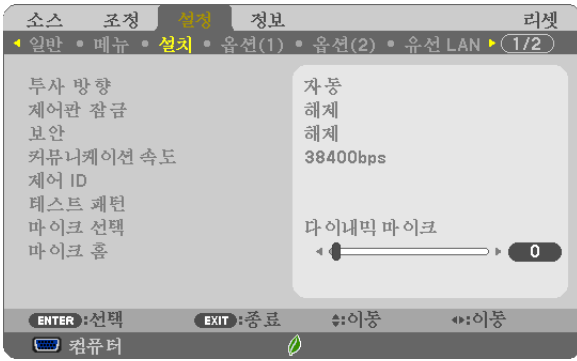 소스 조정 설정 정보 리셋
일반 • 메뉴 • 설치 • 옵션(1) • 옵션(2) • 유선 LAN 1/2
투사 방향 자동
제어판 잠금 해제
보안 해제
커뮤니케이션 속도 38400bps
제어 ID
테스트 패턴
마이크 선택 다이내믹 마이크
마이크 홈 0
ENTER :선택 EXIT :종료 :이동 :이동
컴퓨터